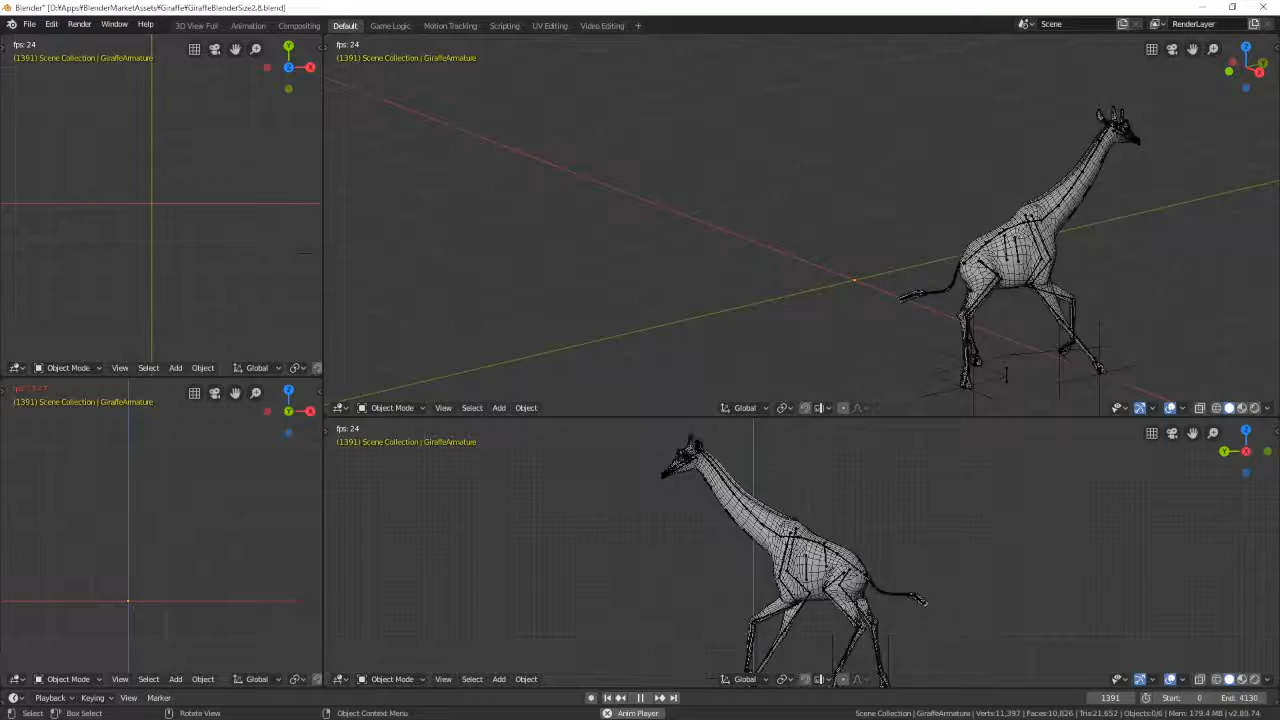 Blender* [D:¥Apps¥BlenderMarketAssets¥Giraffe¥GiraffeBlenderSize2.8.blend]
File Edit Render Window Help 3D View Full Animation Compositing Default Game Logic Motion Tracking Scripting UV Editing Video Editing + Scene RenderLayer
fps: 24
(1391) Scene Collection | GiraffeArmature
Y
Z X
fps: 24
(1391) Scene Collection | GiraffeArmature
Z
Y
X
Object Mode View Select Add Object Global
(1391) Scene Collection | GiraffeArmature
Z
Y X
Object Mode View Select Add Object Global
Object Mode View Select Add Object Global
fps: 24
(1391) Scene Collection | GiraffeArmature
Z
Y X
Object Mode View Select Add Object Global
Playback Keying View Marker 1391 Start: 0 End: 4130
Select Box Select Rotate View Object Context Menu Anim Player Scene Collection | GiraffeArmature | Verts:11,397 | Faces:10,826 | Tris:21,652 | Objects:0/6 | Mem: 179.4 MB | v2.80.74